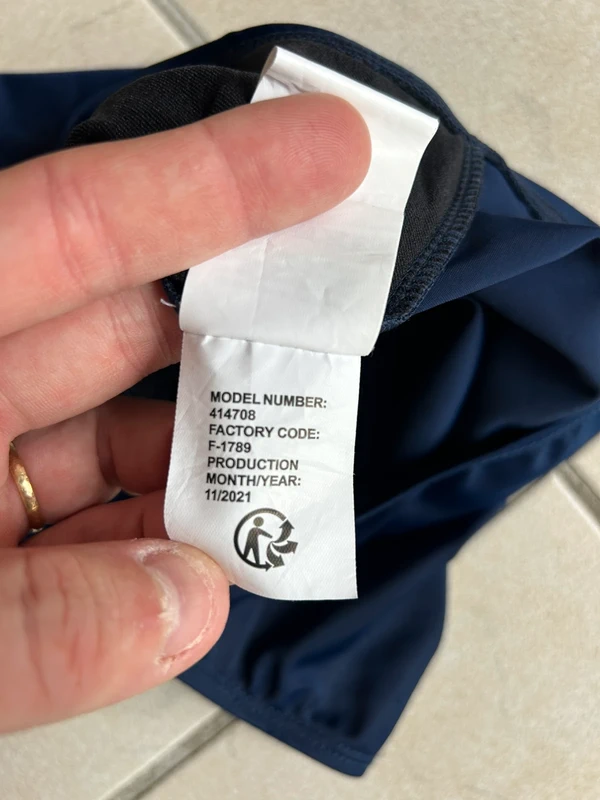 MODEL NUMBER:
414708
FACTORY CODE:
F-1789
PRODUCTION
MONTH/YEAR:
11/2021